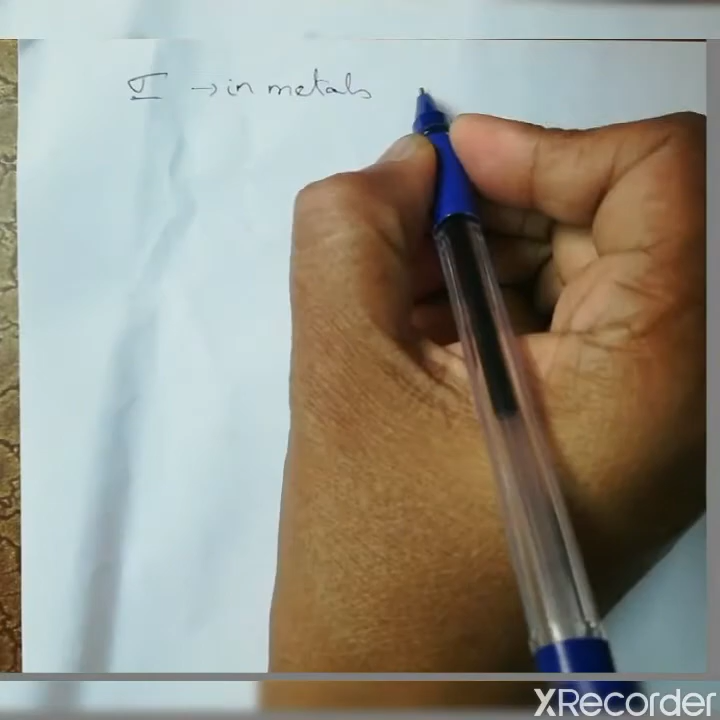 σ → in metals
XRecorder